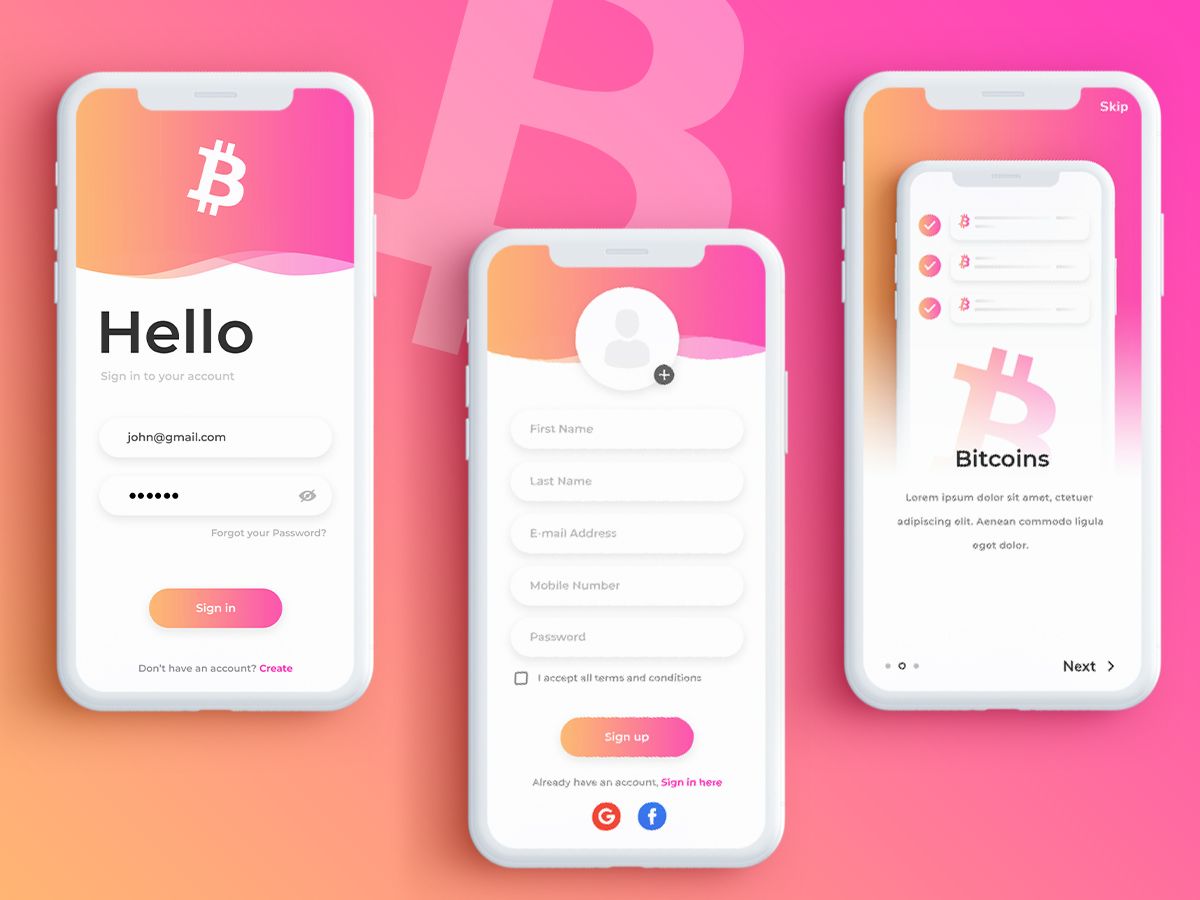 Hello
Sign in to your account
john@gmail.com
Forgot your Password?
Sign in
Don't have an account? Create
First Name
Last Name
E-mail Address
Mobile Number
Password
I accept all terms and conditions
Sign up
Already have an account, Sign in here
Skip
Bitcoins
Lorem ipsum dolor sit amet, ctetuer
adipiscing elit. Aenean commodo ligula
eget dolor.
Next